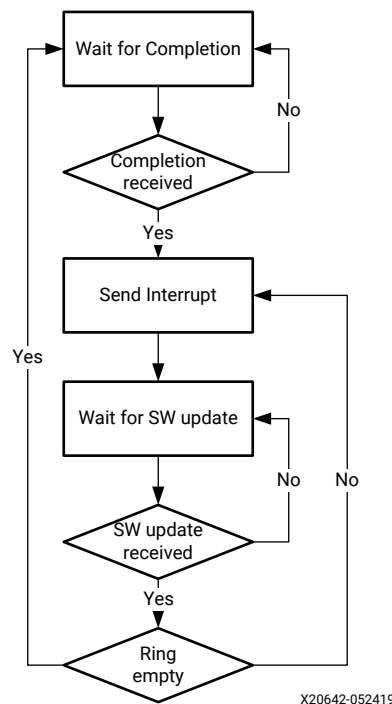 Wait for Completion
No
Completion
received
Yes
Send Interrupt
Yes
Wait for SW update
No
No
SW update
received
Yes
Ring
empty
X20642-052419